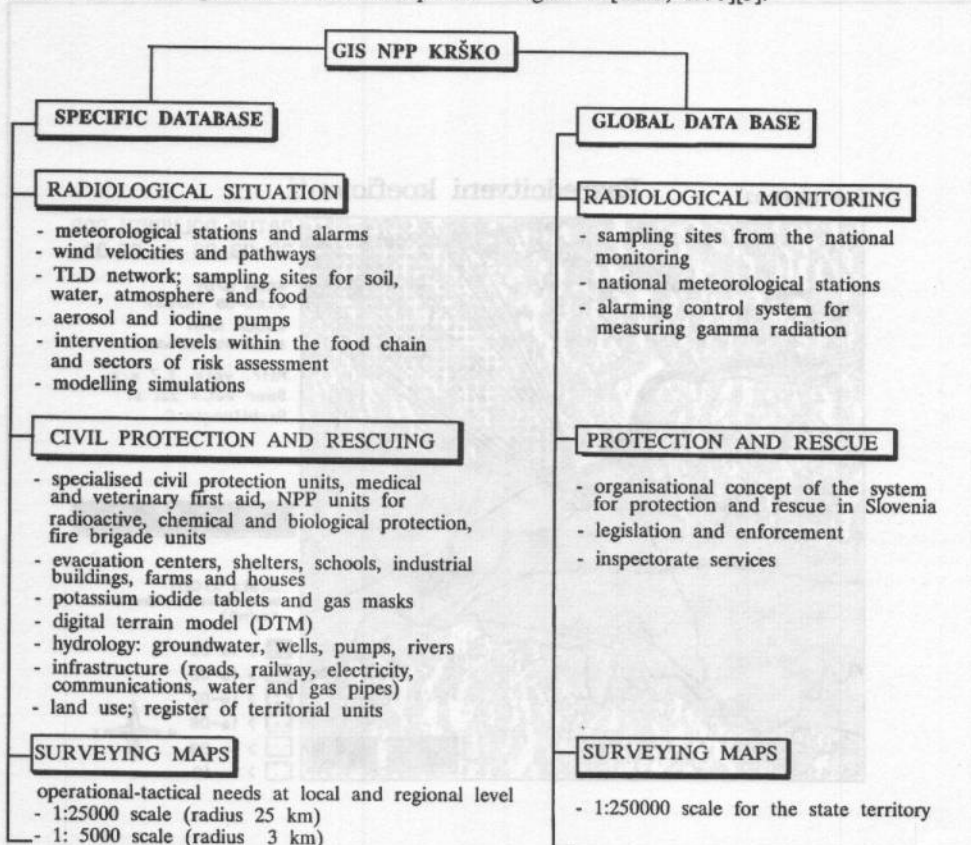 GIS NPP KRŠKO
SPECIFIC DATABASE
RADIOLOGICAL SITUATION
- meteorological stations and alarms
- wind velocities and pathways
- TLD network; sampling sites for soil,
water, atmosphere and food
- aerosol and iodine pumps
- intervention levels within the food chain
and sectors of risk assessment
- modelling simulations
CIVIL PROTECTION AND RESCUING
- specialised civil protection units, medical
and veterinary first aid, NPP units for
radioactive, chemical and biological protection,
fire brigade units
- evacuation centers, shelters, schools, industrial
buildings, farms and houses
- potassium iodide tablets and gas masks
- digital terrain model (DTM)
- hydrology: groundwater, wells, pumps, rivers
- infrastructure (roads, railway, electricity,
communications, water and gas pipes)
- land use; register of territorial units
SURVEYING MAPS
operational-tactical needs at local and regional level
- 1:25000 scale (radius 25 km)
- 1: 5000 scale (radius 3 km)
GLOBAL DATA BASE
RADIOLOGICAL MONITORING
- sampling sites from the national
monitoring
- national meteorological stations
- alarming control system for
measuring gamma radiation
PROTECTION AND RESCUE
- organisational concept of the system
for protection and rescue in Slovenia
- legislation and enforcement
- inspectorate services
SURVEYING MAPS
- 1:250000 scale for the state territory